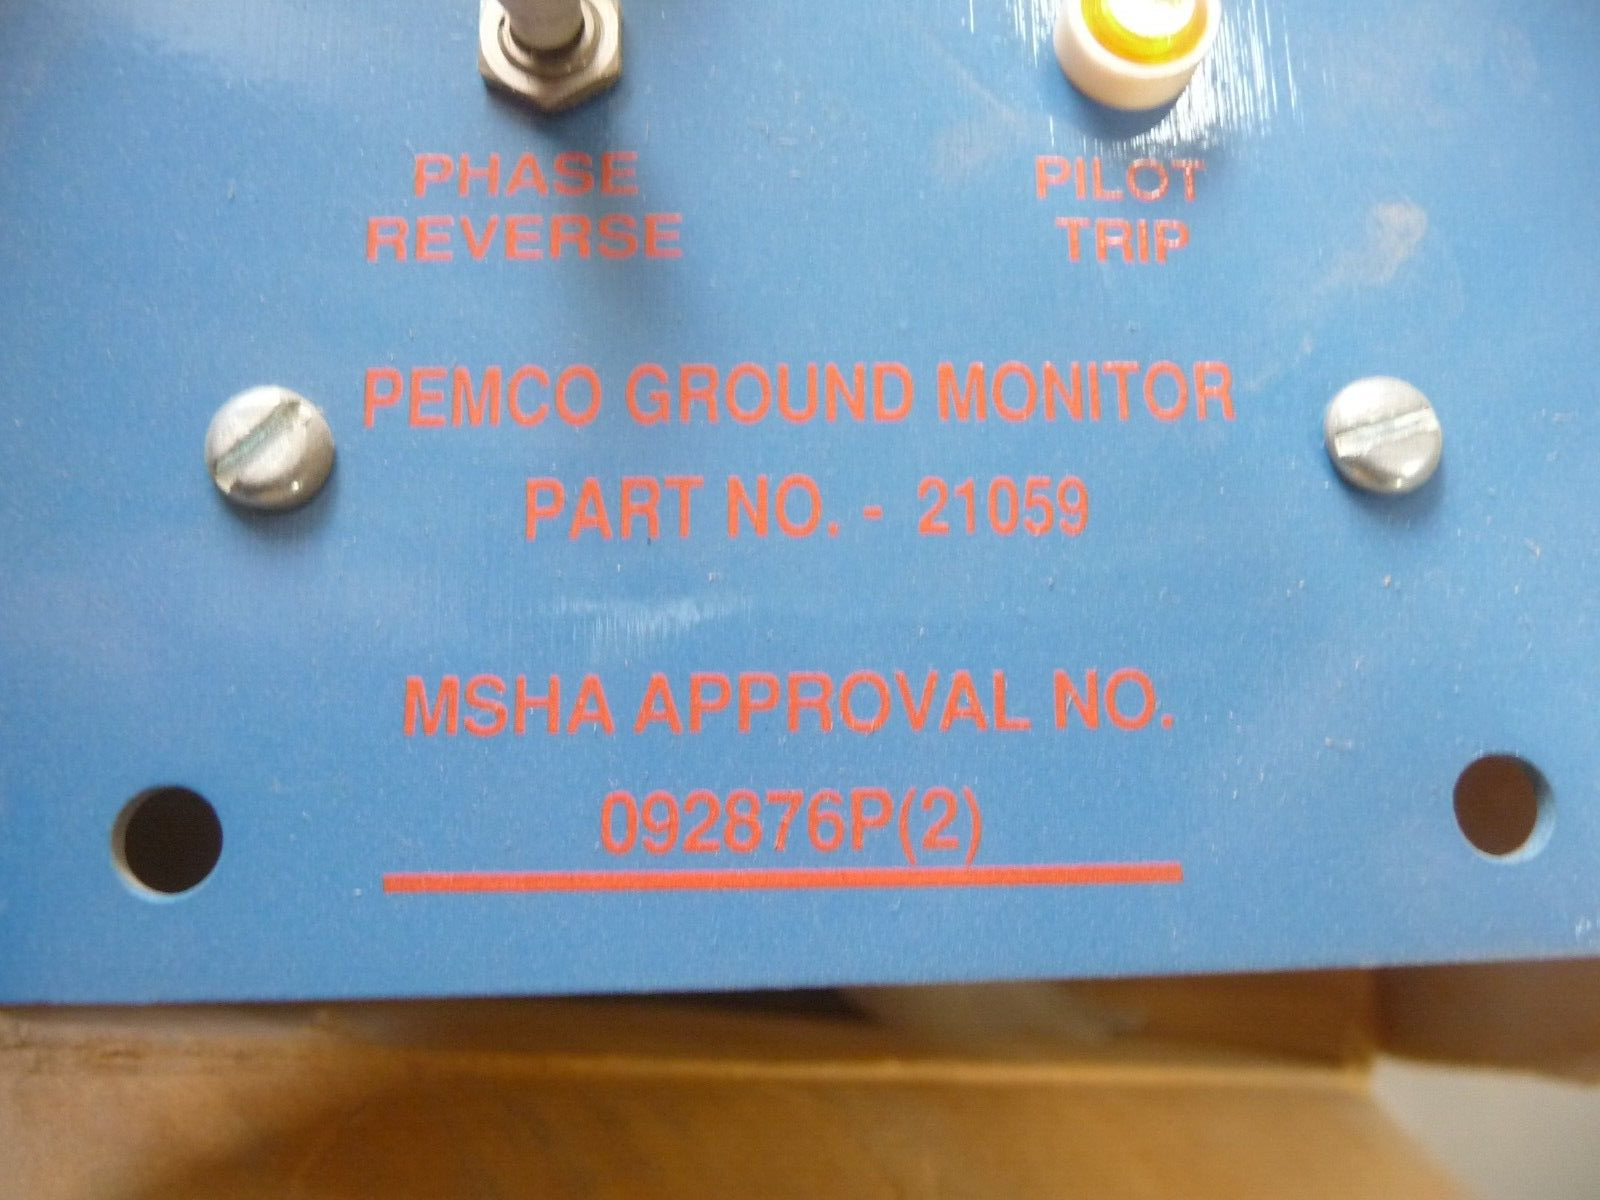 PHASE
REVERSE
PILOT
TRIP
PEMCO GROUND MONITOR
PART NO. - 21059
MSHA APPROVAL NO.
092876P(2)